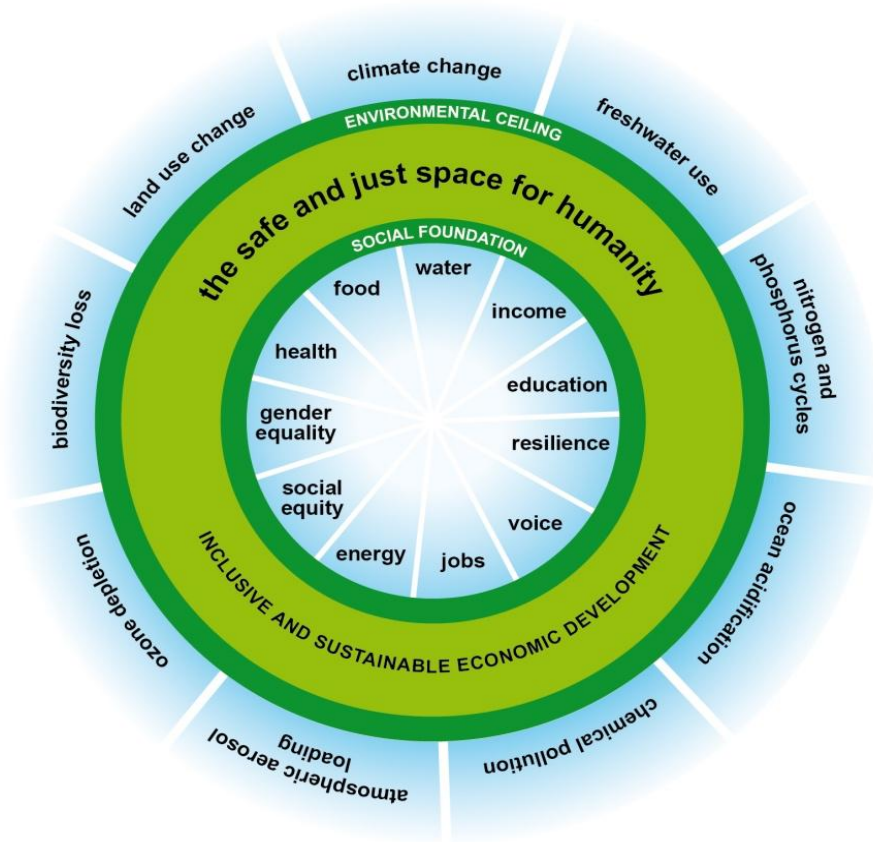 climate change
freshwater use
nitrogen and
phosphorus cycles
ocean acidification
chemical pollution
atmospheric aerosol
loading
ozone depletion
biodiversity loss
land use change
ENVIRONMENTAL CEILING
the safe and just space for humanity
SOCIAL FOUNDATION
water
income
education
resilience
voice
jobs
energy
social
equity
gender
equality
health
food
INCLUSIVE AND SUSTAINABLE ECONOMIC DEVELOPMENT